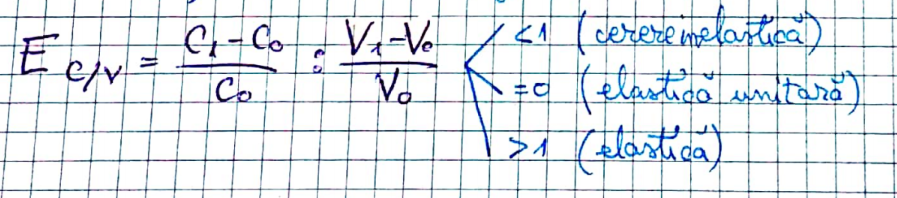 E c/v = (C₁-C₀)/C₀ : (V₁-V₀)/V₀
<1 (cerere inelastică)
=0 (elastică unitară)
>1 (elastică)